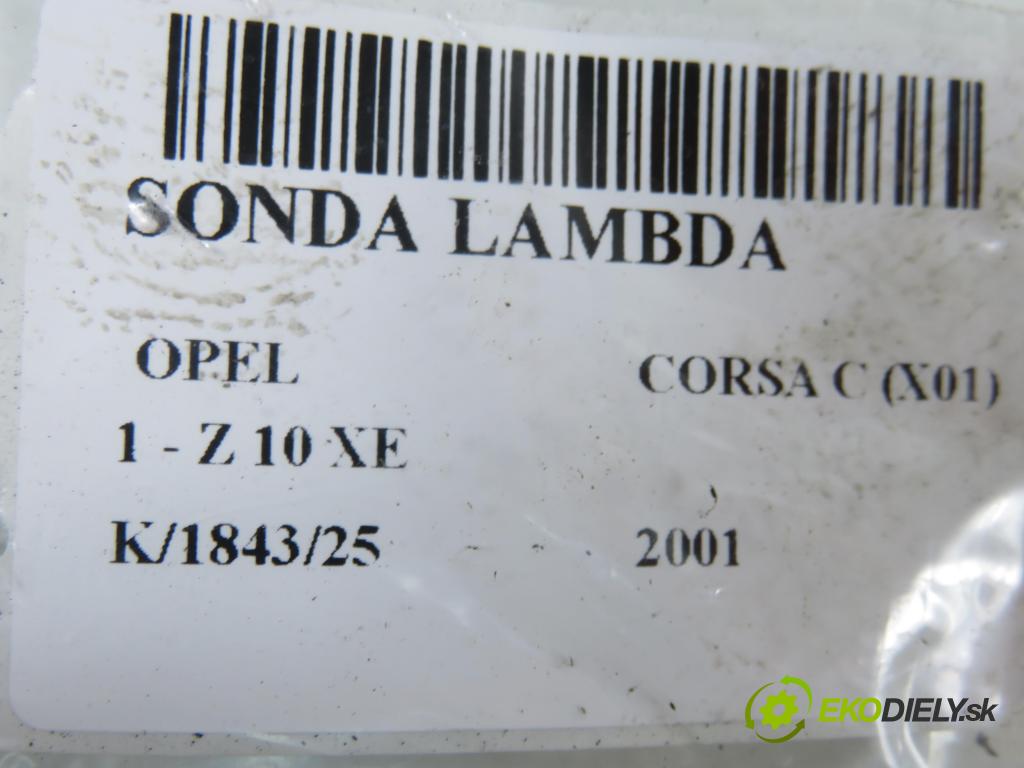 SONDA LAMBDA
OPEL CORSA C (X01)
1 - Z 10 XE
K/1843/25 2001
EKODIELY.sk